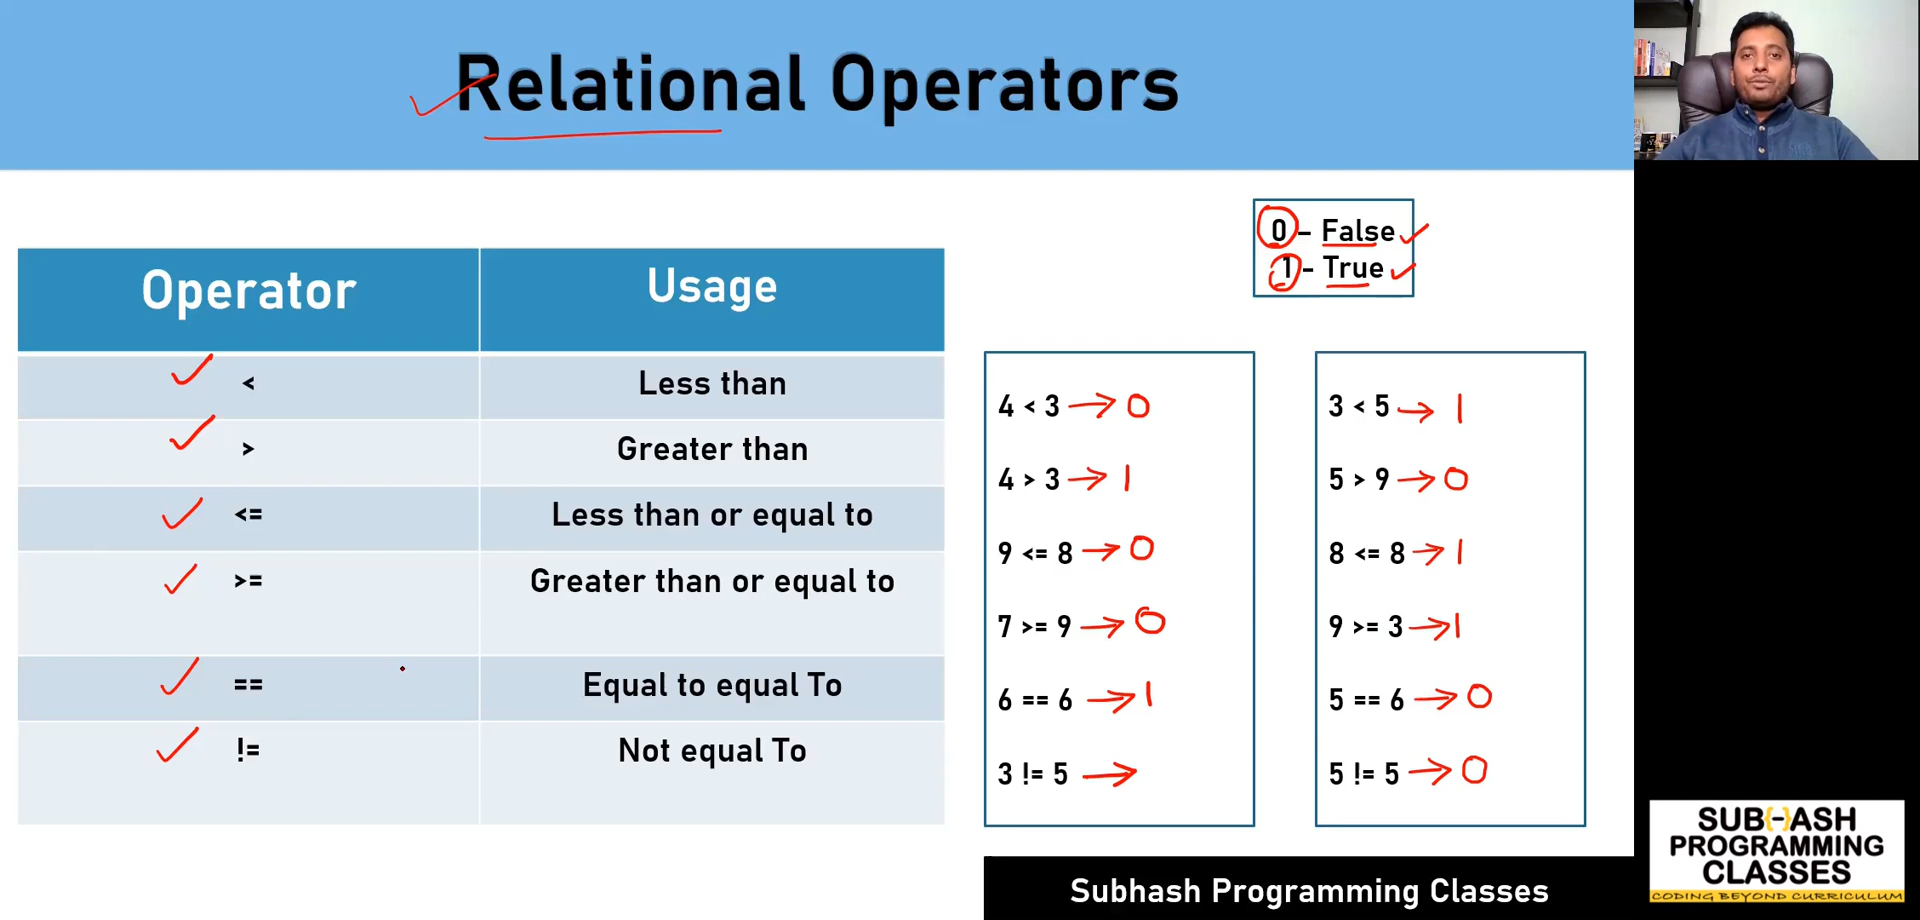 Relational Operators
0 – False
1 - True
Operator Usage
< Less than
> Greater than
<= Less than or equal to
>= Greater than or equal to
== Equal to equal To
!= Not equal To
4 < 3 → 0
4 > 3 → 1
9 <= 8 → 0
7 >= 9 → 0
6 == 6 → 1
3 != 5 →
3 < 5 → 1
5 > 9 → 0
8 <= 8 → 1
9 >= 3 → 1
5 == 6 → 0
5 != 5 → 0
Subhash Programming Classes
SUB{-}ASH
PROGRAMMING
CLASSES
CODING BEYOND CURRICULUM